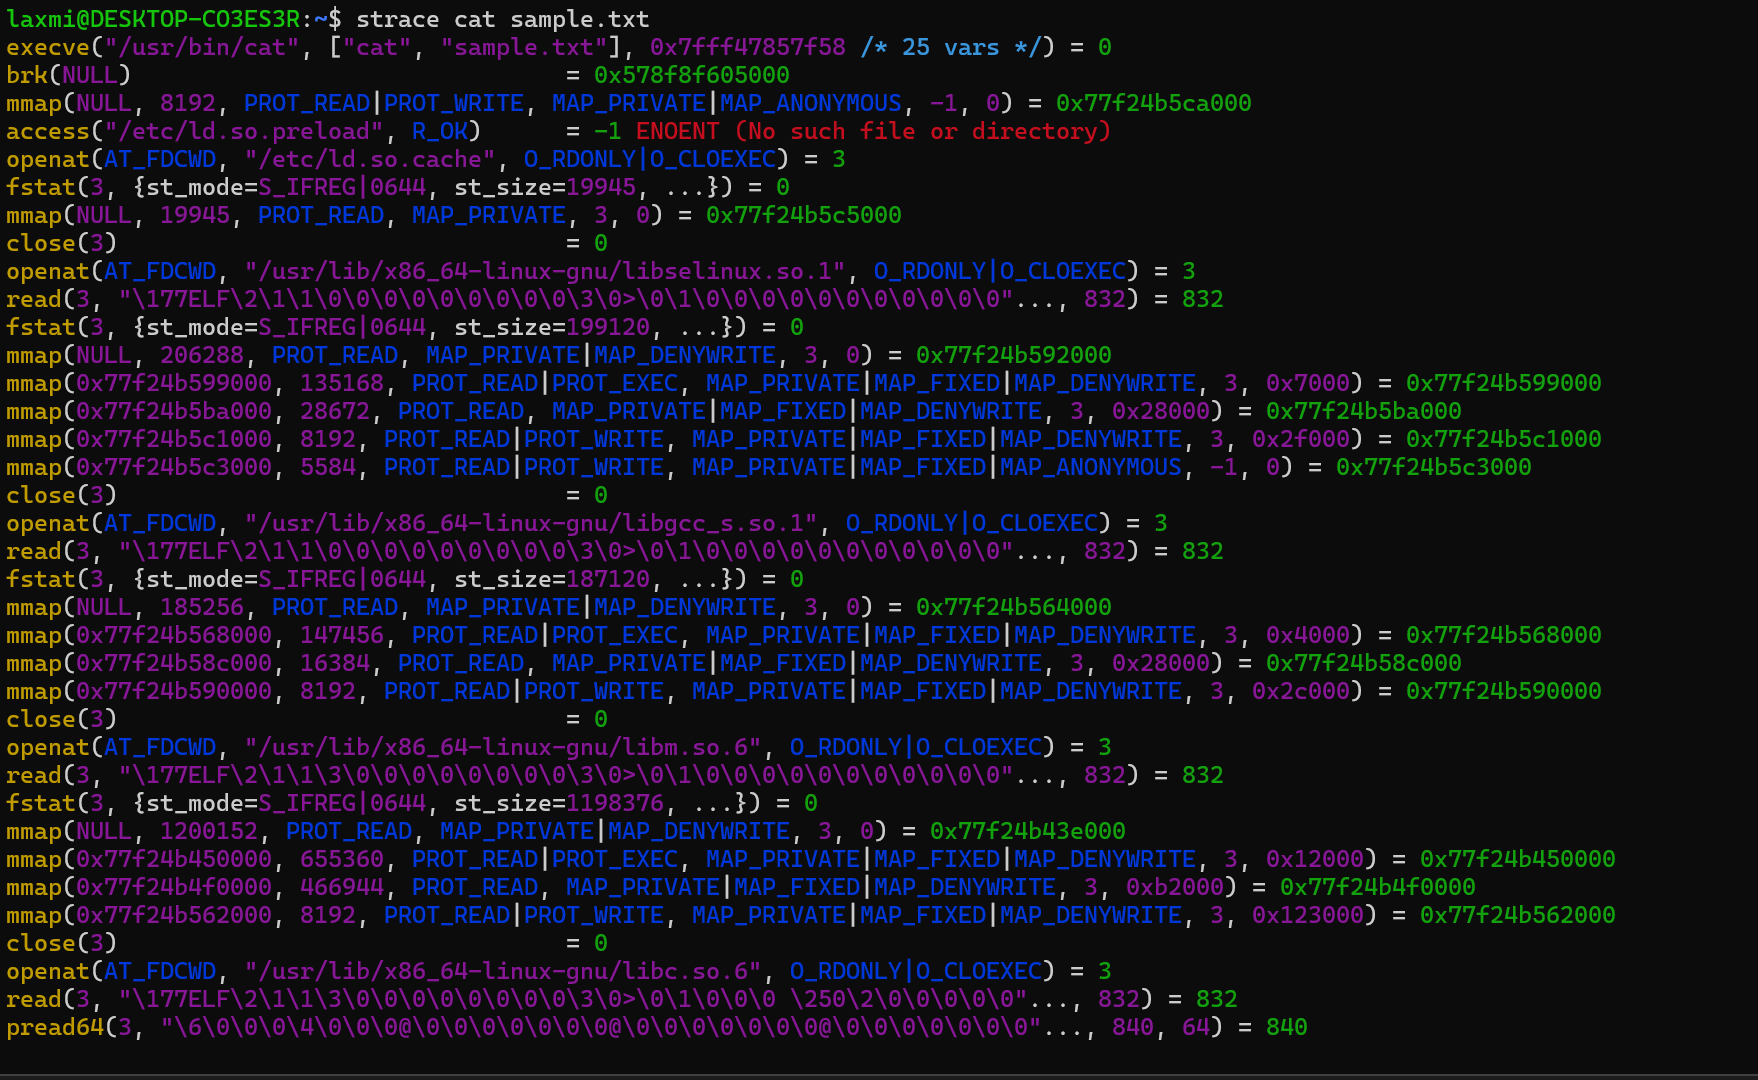 laxmi@DESKTOP-CO3ES3R:~$ strace cat sample.txt
execve("/usr/bin/cat", ["cat", "sample.txt"], 0x7fff47857f58 /* 25 vars */) = 0
brk(NULL)                               = 0x578f8f605000
mmap(NULL, 8192, PROT_READ|PROT_WRITE, MAP_PRIVATE|MAP_ANONYMOUS, -1, 0) = 0x77f24b5ca000
access("/etc/ld.so.preload", R_OK)      = -1 ENOENT (No such file or directory)
openat(AT_FDCWD, "/etc/ld.so.cache", O_RDONLY|O_CLOEXEC) = 3
fstat(3, {st_mode=S_IFREG|0644, st_size=19945, ...}) = 0
mmap(NULL, 19945, PROT_READ, MAP_PRIVATE, 3, 0) = 0x77f24b5c5000
close(3)                                = 0
openat(AT_FDCWD, "/usr/lib/x86_64-linux-gnu/libselinux.so.1", O_RDONLY|O_CLOEXEC) = 3
read(3, "\177ELF\2\1\1\0\0\0\0\0\0\0\0\0\3\0>\0\1\0\0\0\0\0\0\0\0\0\0\0"..., 832) = 832
fstat(3, {st_mode=S_IFREG|0644, st_size=199120, ...}) = 0
mmap(NULL, 206288, PROT_READ, MAP_PRIVATE|MAP_DENYWRITE, 3, 0) = 0x77f24b592000
mmap(0x77f24b599000, 135168, PROT_READ|PROT_EXEC, MAP_PRIVATE|MAP_FIXED|MAP_DENYWRITE, 3, 0x7000) = 0x77f24b599000
mmap(0x77f24b5ba000, 28672, PROT_READ, MAP_PRIVATE|MAP_FIXED|MAP_DENYWRITE, 3, 0x28000) = 0x77f24b5ba000
mmap(0x77f24b5c1000, 8192, PROT_READ|PROT_WRITE, MAP_PRIVATE|MAP_FIXED|MAP_DENYWRITE, 3, 0x2f000) = 0x77f24b5c1000
mmap(0x77f24b5c3000, 5584, PROT_READ|PROT_WRITE, MAP_PRIVATE|MAP_FIXED|MAP_ANONYMOUS, -1, 0) = 0x77f24b5c3000
close(3)                                = 0
openat(AT_FDCWD, "/usr/lib/x86_64-linux-gnu/libgcc_s.so.1", O_RDONLY|O_CLOEXEC) = 3
read(3, "\177ELF\2\1\1\0\0\0\0\0\0\0\0\0\3\0>\0\1\0\0\0\0\0\0\0\0\0\0\0"..., 832) = 832
fstat(3, {st_mode=S_IFREG|0644, st_size=187120, ...}) = 0
mmap(NULL, 185256, PROT_READ, MAP_PRIVATE|MAP_DENYWRITE, 3, 0) = 0x77f24b564000
mmap(0x77f24b568000, 147456, PROT_READ|PROT_EXEC, MAP_PRIVATE|MAP_FIXED|MAP_DENYWRITE, 3, 0x4000) = 0x77f24b568000
mmap(0x77f24b58c000, 16384, PROT_READ, MAP_PRIVATE|MAP_FIXED|MAP_DENYWRITE, 3, 0x28000) = 0x77f24b58c000
mmap(0x77f24b590000, 8192, PROT_READ|PROT_WRITE, MAP_PRIVATE|MAP_FIXED|MAP_DENYWRITE, 3, 0x2c000) = 0x77f24b590000
close(3)                                = 0
openat(AT_FDCWD, "/usr/lib/x86_64-linux-gnu/libm.so.6", O_RDONLY|O_CLOEXEC) = 3
read(3, "\177ELF\2\1\1\3\0\0\0\0\0\0\0\0\3\0>\0\1\0\0\0\0\0\0\0\0\0\0\0"..., 832) = 832
fstat(3, {st_mode=S_IFREG|0644, st_size=1198376, ...}) = 0
mmap(NULL, 1200152, PROT_READ, MAP_PRIVATE|MAP_DENYWRITE, 3, 0) = 0x77f24b43e000
mmap(0x77f24b450000, 655360, PROT_READ|PROT_EXEC, MAP_PRIVATE|MAP_FIXED|MAP_DENYWRITE, 3, 0x12000) = 0x77f24b450000
mmap(0x77f24b4f0000, 466944, PROT_READ, MAP_PRIVATE|MAP_FIXED|MAP_DENYWRITE, 3, 0xb2000) = 0x77f24b4f0000
mmap(0x77f24b562000, 8192, PROT_READ|PROT_WRITE, MAP_PRIVATE|MAP_FIXED|MAP_DENYWRITE, 3, 0x123000) = 0x77f24b562000
close(3)                                = 0
openat(AT_FDCWD, "/usr/lib/x86_64-linux-gnu/libc.so.6", O_RDONLY|O_CLOEXEC) = 3
read(3, "\177ELF\2\1\1\3\0\0\0\0\0\0\0\0\3\0>\0\1\0\0\0 \250\2\0\0\0\0\0"..., 832) = 832
pread64(3, "\6\0\0\0\4\0\0\0@\0\0\0\0\0\0\0@\0\0\0\0\0\0\0@\0\0\0\0\0\0\0"..., 840, 64) = 840